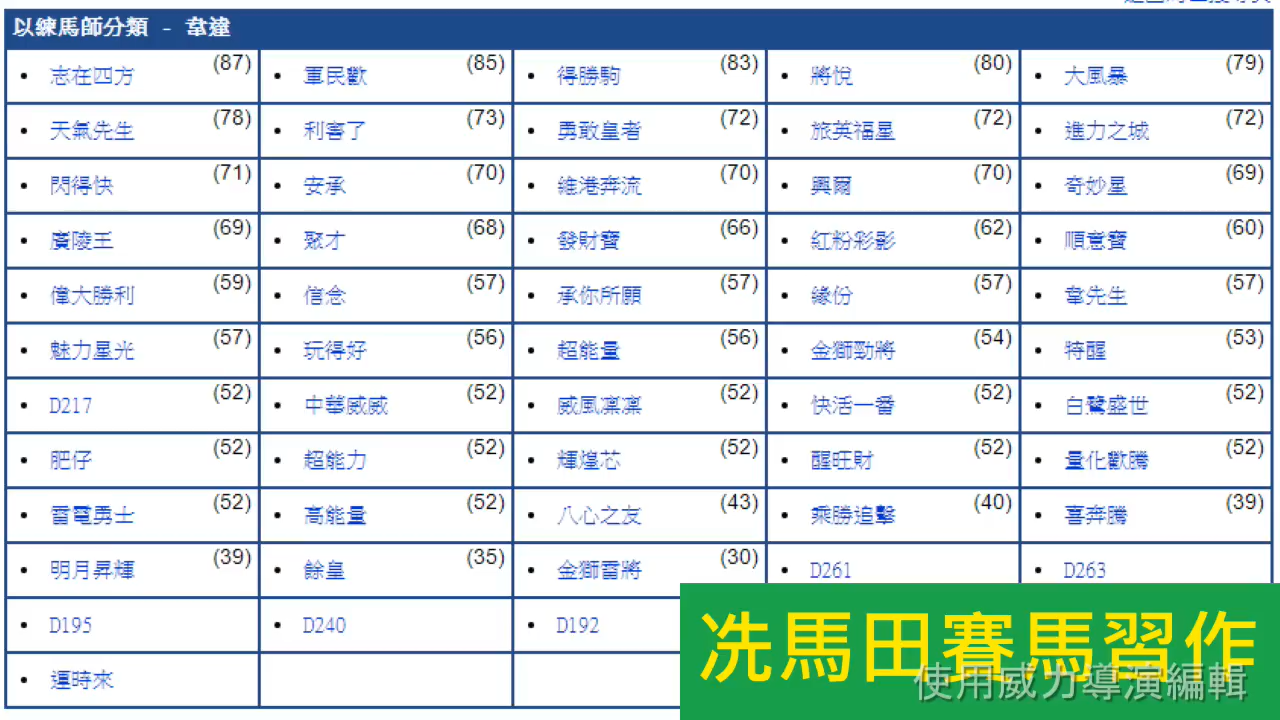 以練馬師分類 - 韋達
志在四方 (87) 軍民歡 (85) 得勝駒 (83) 將悅 (80) 大風暴 (79)
天氣先生 (78) 利害了 (73) 勇敢皇者 (72) 旅英福星 (72) 進力之城 (72)
閃得快 (71) 安承 (70) 維港奔流 (70) 興爾 (70) 奇妙星 (69)
廣陵王 (69) 聚才 (68) 發財寶 (66) 紅粉彩影 (62) 順意寶 (60)
偉大勝利 (59) 信念 (57) 承你所願 (57) 緣份 (57) 韋先生 (57)
魅力星光 (57) 玩得好 (56) 超能量 (56) 金獅勁將 (54) 特醒 (53)
D217 (52) 中華威威 (52) 威風凜凜 (52) 快活一番 (52) 白鷺盛世 (52)
肥仔 (52) 超能力 (52) 輝煌芯 (52) 醒旺財 (52) 量化歡騰 (52)
雷電勇士 (52) 高能量 (52) 八心之友 (43) 乘勝追擊 (40) 喜奔騰 (39)
明月昇輝 (39) 餘皇 (35) 金獅雷將 (30) D261 D263
D195 D240 D192
運時來
冼馬田賽馬習作
使用威力導演編輯